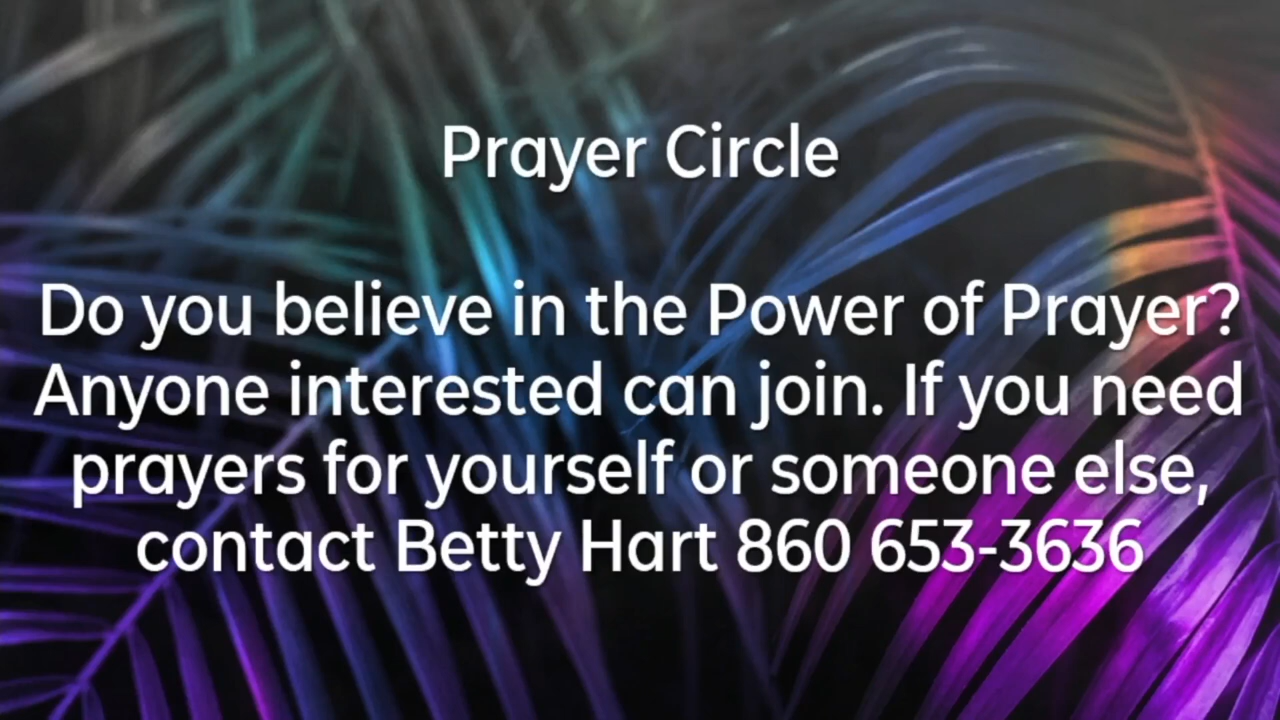 Prayer Circle
Do you believe in the Power of Prayer?
Anyone interested can join. If you need
prayers for yourself or someone else,
contact Betty Hart 860 653-3636